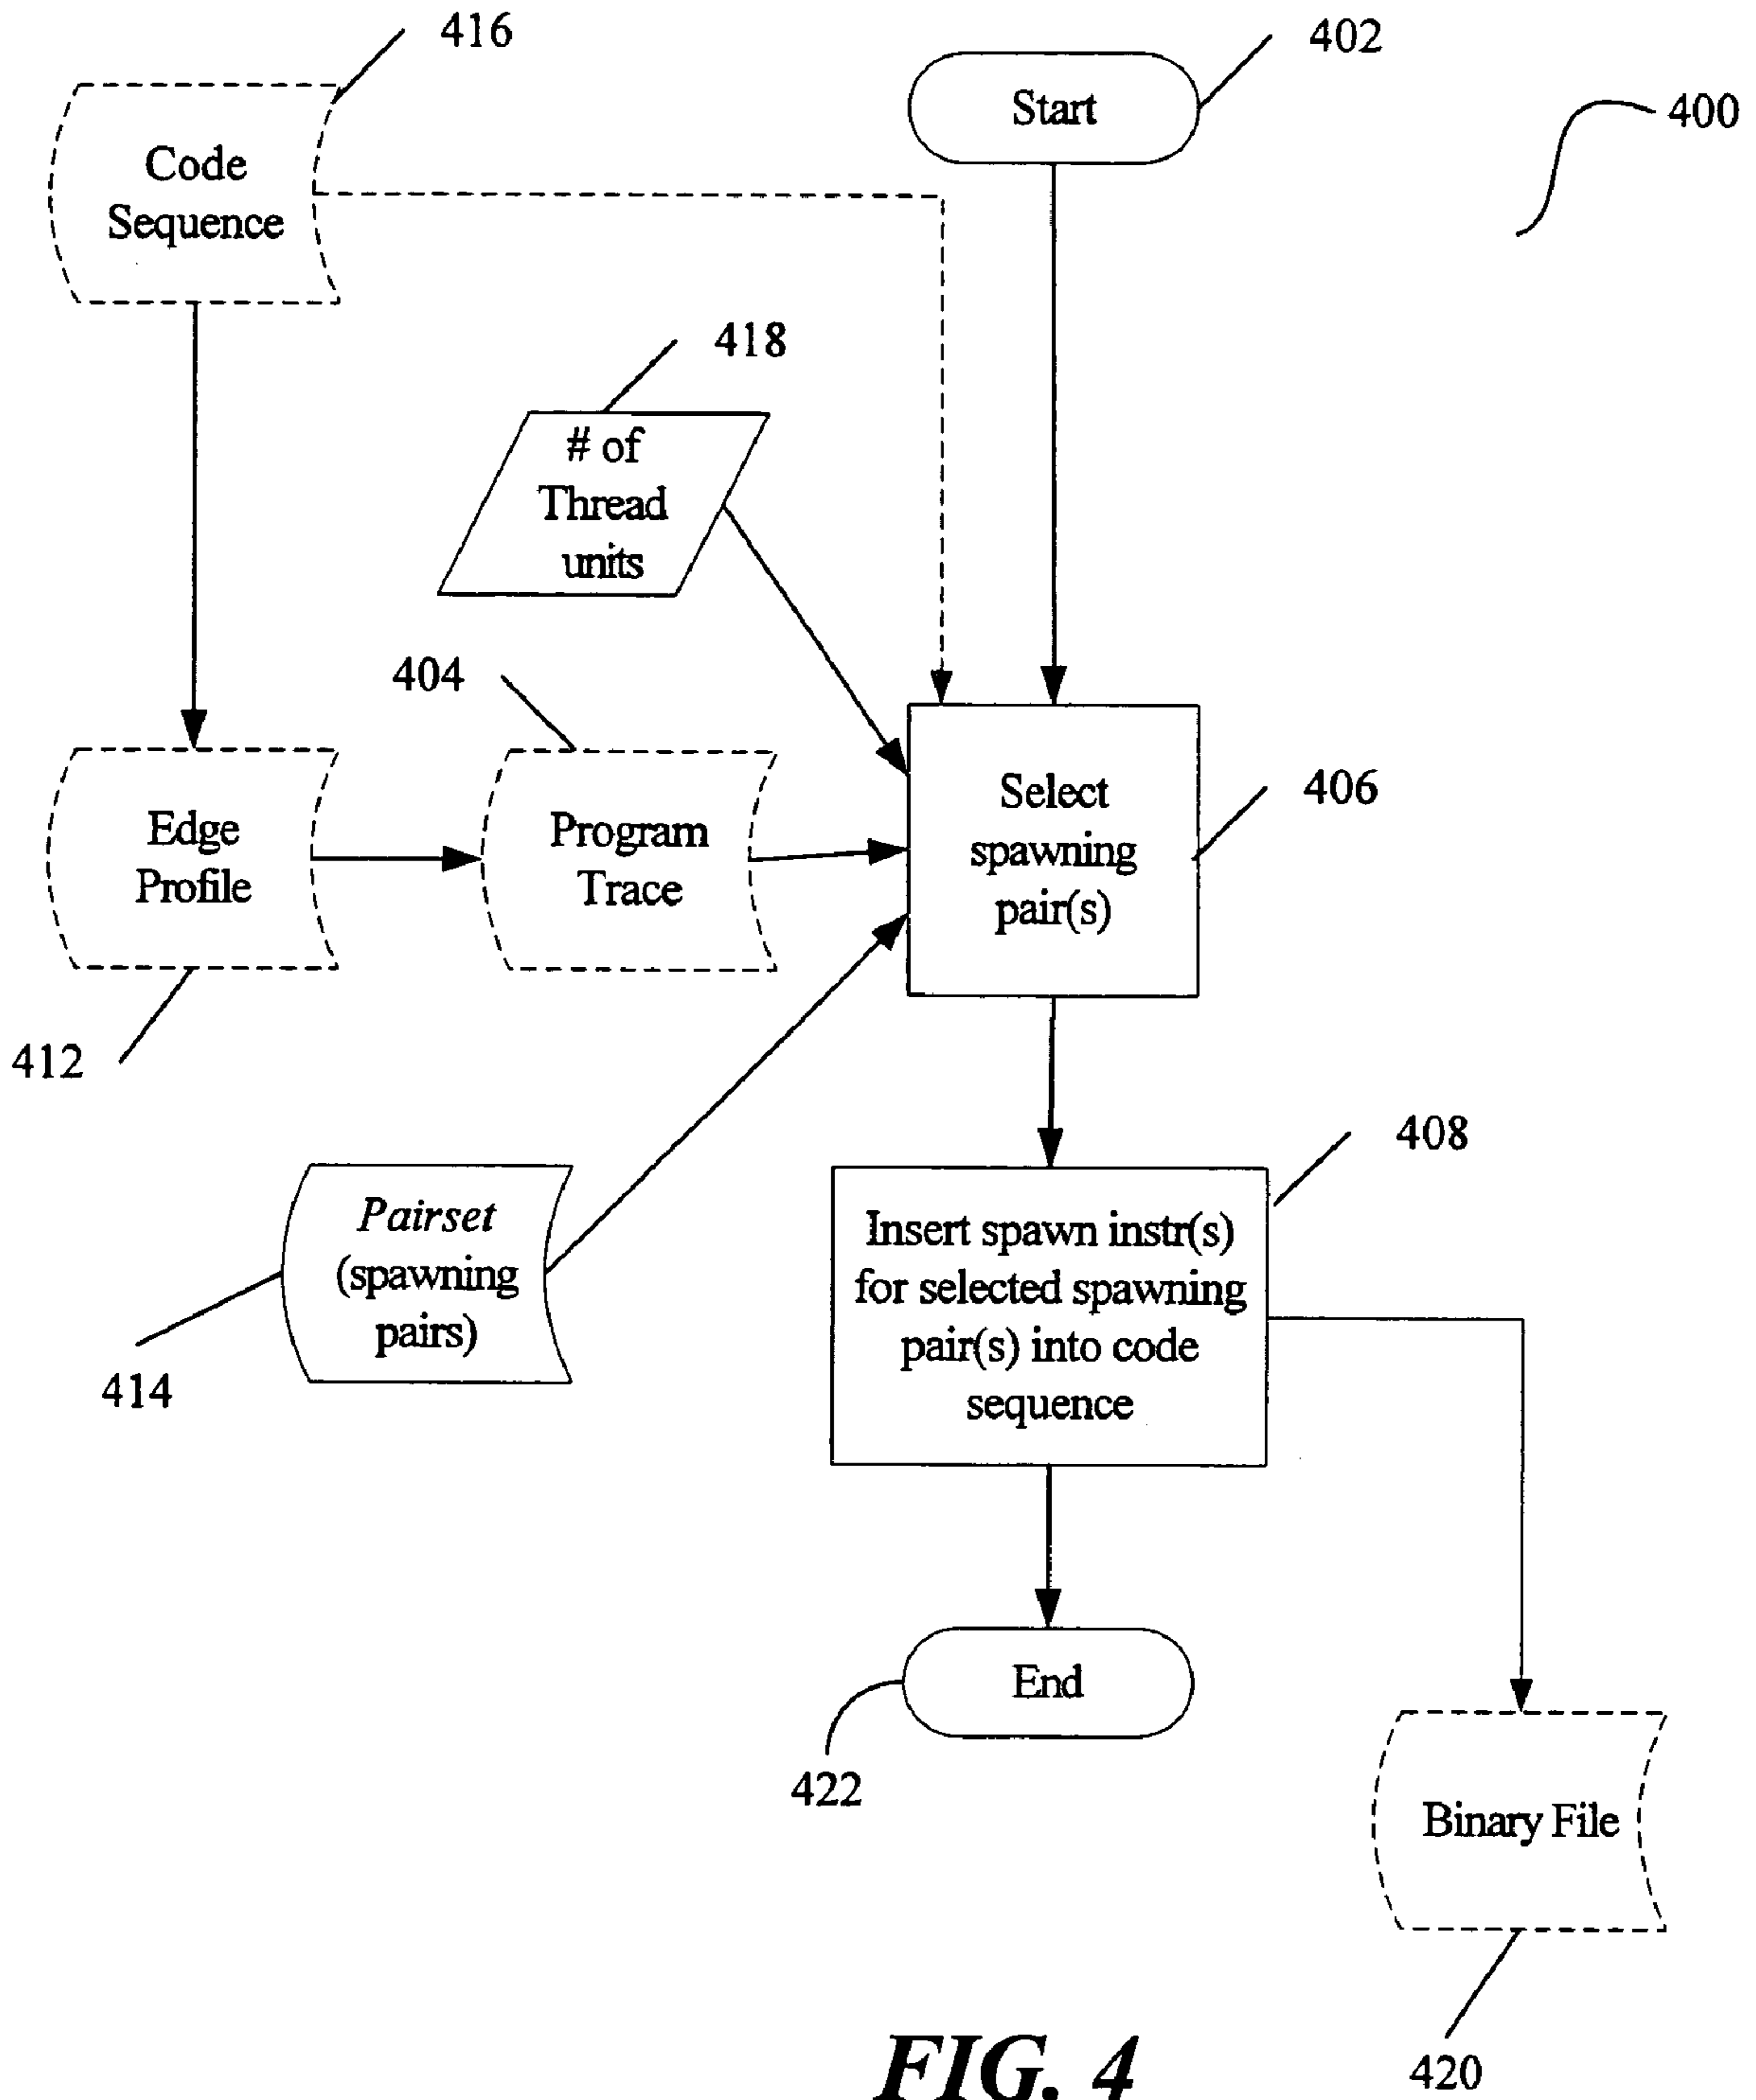 416
402
Start
400
Code
Sequence
418
# of
Thread
units
404
406
Edge
Profile
Program
Trace
Select
spawning
pair(s)
412
408
Pairset
(spawning
pairs)
Insert spawn instr(s)
for selected spawning
pair(s) into code
sequence
414
End
422
Binary File
420
FIG. 4